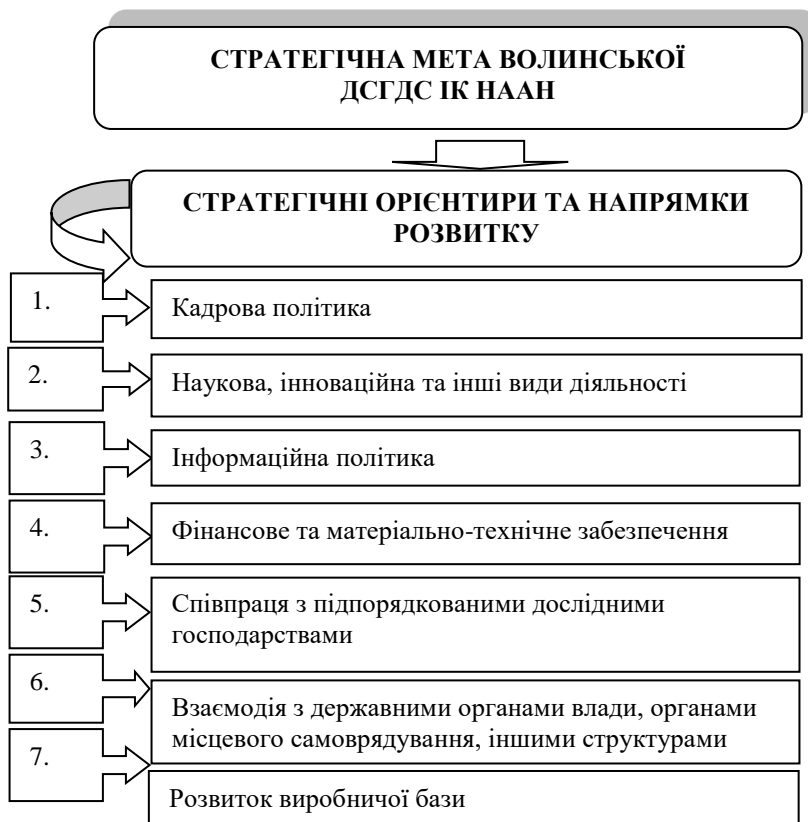 СТРАТЕГІЧНА МЕТА ВОЛИНСЬКОЇ
ДСГДС ІК НААН
СТРАТЕГІЧНІ ОРІЄНТИРИ ТА НАПРЯМКИ
РОЗВИТКУ
1.
Кадрова політика
2.
Наукова, інноваційна та інші види діяльності
3.
Інформаційна політика
4.
Фінансове та матеріально-технічне забезпечення
5.
Співпраця з підпорядкованими дослідними
господарствами
6.
Взаємодія з державними органами влади, органами
місцевого самоврядування, іншими структурами
7.
Розвиток виробничої бази